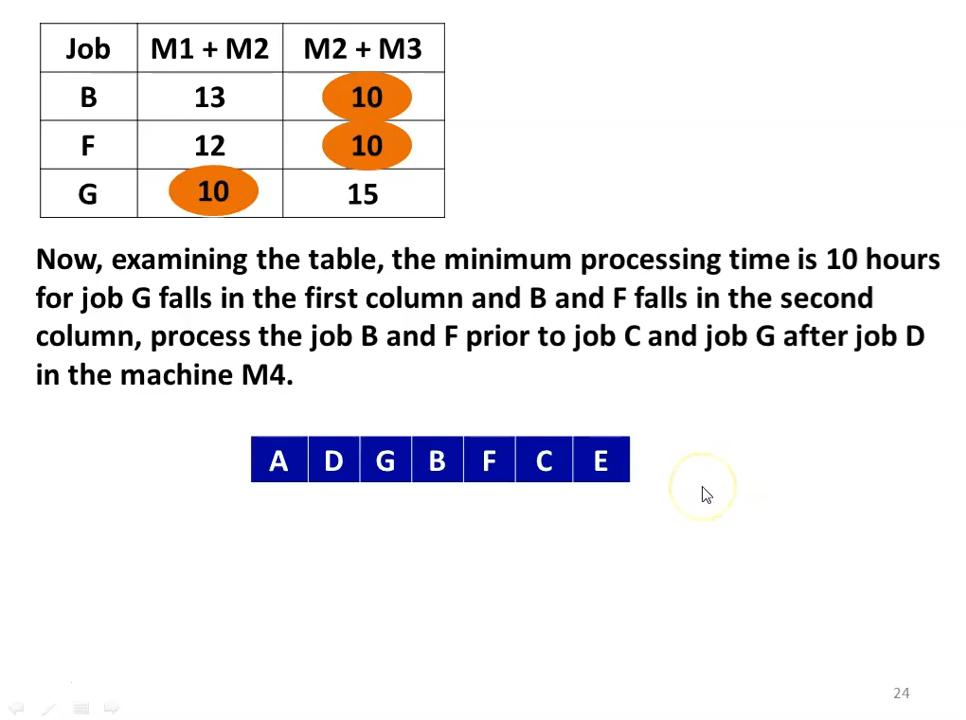 Job M1 + M2 M2 + M3
B 13 10
F 12 10
G 10 15
Now, examining the table, the minimum processing time is 10 hours
for job G falls in the first column and B and F falls in the second
column, process the job B and F prior to job C and job G after job D
in the machine M4.
A D G B F C E
24